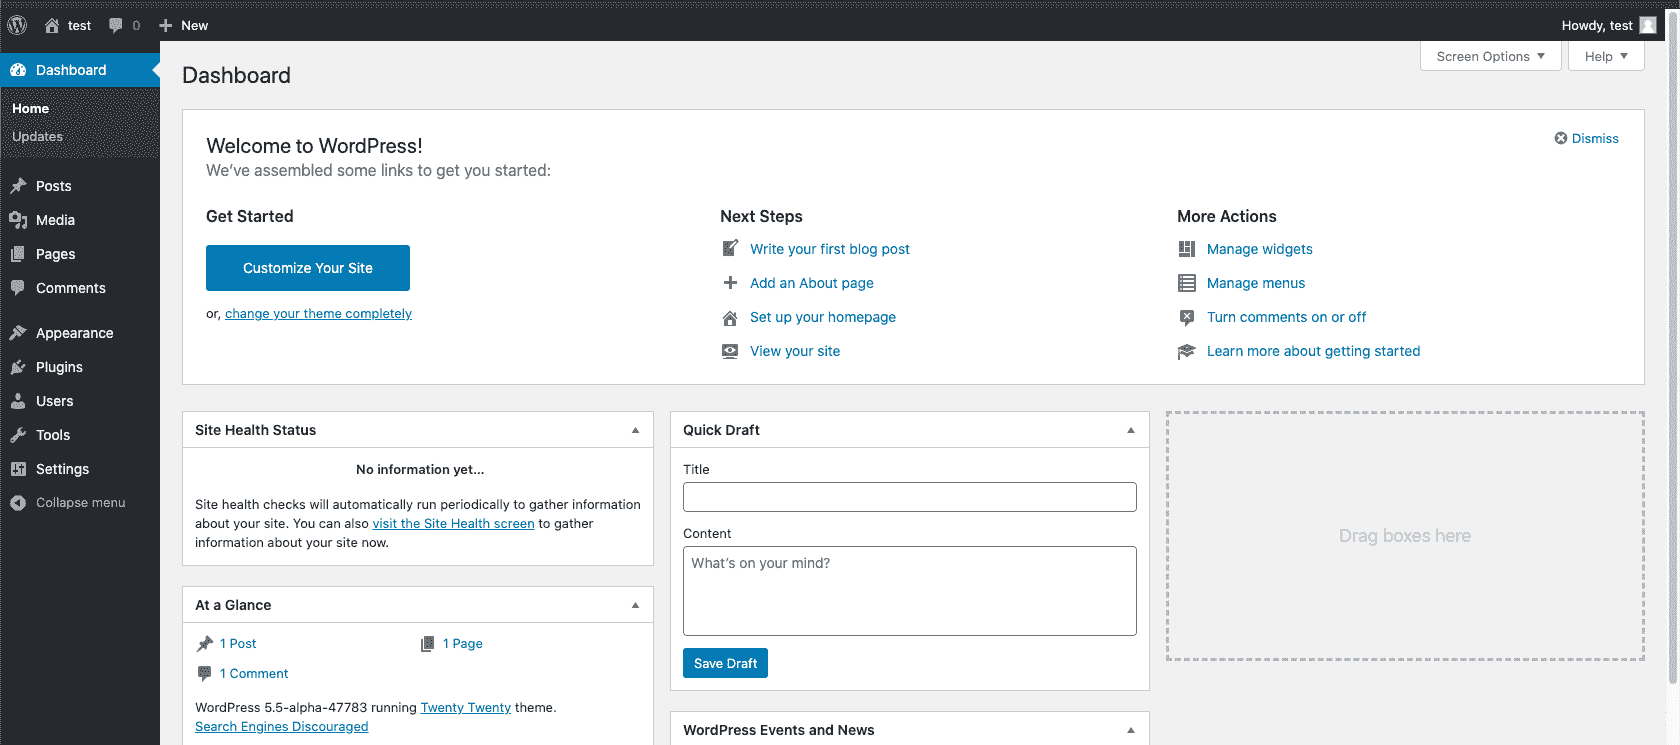 test 0 New Howdy, test
Screen Options Help
Dashboard
Home
Updates
Posts
Media
Pages
Comments
Appearance
Plugins
Users
Tools
Settings
Collapse menu
Dashboard
Welcome to WordPress!
Dismiss
We’ve assembled some links to get you started:
Get Started
Customize Your Site
or, change your theme completely
Next Steps
Write your first blog post
Add an About page
Set up your homepage
View your site
More Actions
Manage widgets
Manage menus
Turn comments on or off
Learn more about getting started
Site Health Status
No information yet...
Site health checks will automatically run periodically to gather information
about your site. You can also visit the Site Health screen to gather
information about your site now.
At a Glance
1 Post 1 Page
1 Comment
WordPress 5.5-alpha-47783 running Twenty Twenty theme.
Search Engines Discouraged
Quick Draft
Title
Content
What’s on your mind?
Save Draft
WordPress Events and News
Drag boxes here